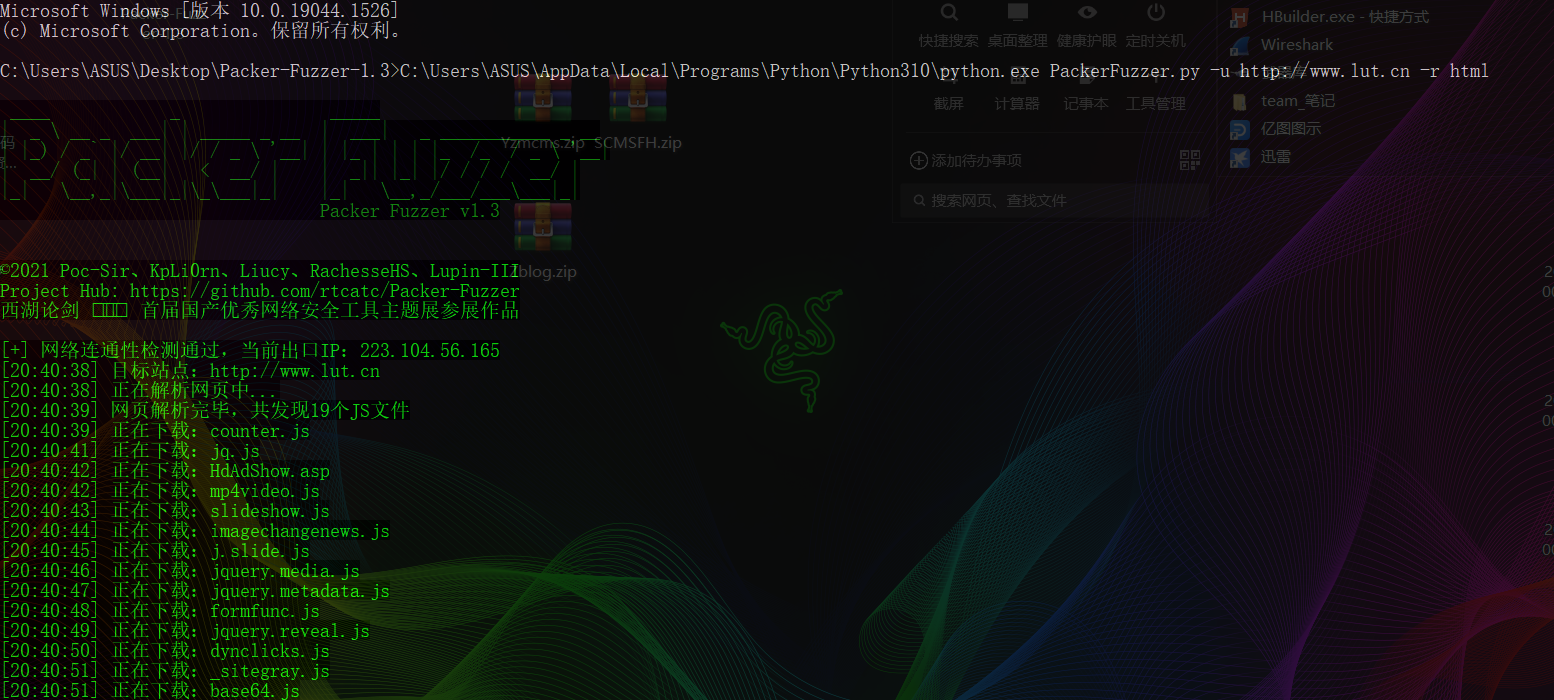 Microsoft Windows [版本 10.0.19044.1526]
(c) Microsoft Corporation。保留所有权利。
C:\Users\ASUS\Desktop\Packer-Fuzzer-1.3>C:\Users\ASUS\AppData\Local\Programs\Python\Python310\python.exe PackerFuzzer.py -u http://www.lut.cn -r html
Packer Fuzzer
Packer Fuzzer v1.3
©2021 Poc-Sir、KpLi0rn、Liucy、RachesseHS、Lupin-III
Project Hub: https://github.com/rtcatc/Packer-Fuzzer
西湖论剑 首届国产优秀网络安全工具主题展参展作品
[+] 网络连通性检测通过，当前出口IP: 223.104.56.165
[20:40:38] 目标站点：http://www.lut.cn
[20:40:38] 正在解析网页中...
[20:40:39] 网页解析完毕，共发现19个JS文件
[20:40:39] 正在下载：counter.js
[20:40:41] 正在下载：jq.js
[20:40:42] 正在下载：HdAdShow.asp
[20:40:42] 正在下载：mp4video.js
[20:40:43] 正在下载：slideshow.js
[20:40:44] 正在下载：imagechangenews.js
[20:40:45] 正在下载：j.slide.js
[20:40:46] 正在下载：jquery.media.js
[20:40:47] 正在下载：jquery.metadata.js
[20:40:48] 正在下载：formfunc.js
[20:40:49] 正在下载：jquery.reveal.js
[20:40:50] 正在下载：dynclicks.js
[20:40:51] 正在下载：_sitegray.js
[20:40:51] 正在下载：base64.js
Yzmcms.zip SCMSFH.zip
blog.zip
快捷搜索 桌面整理 健康护眼 定时关机
截屏 计算器 记事本 工具管理
添加待办事项
搜索网页、查找文件
HBuilder.exe - 快捷方式
Wireshark
team_笔记
亿图图示
迅雷